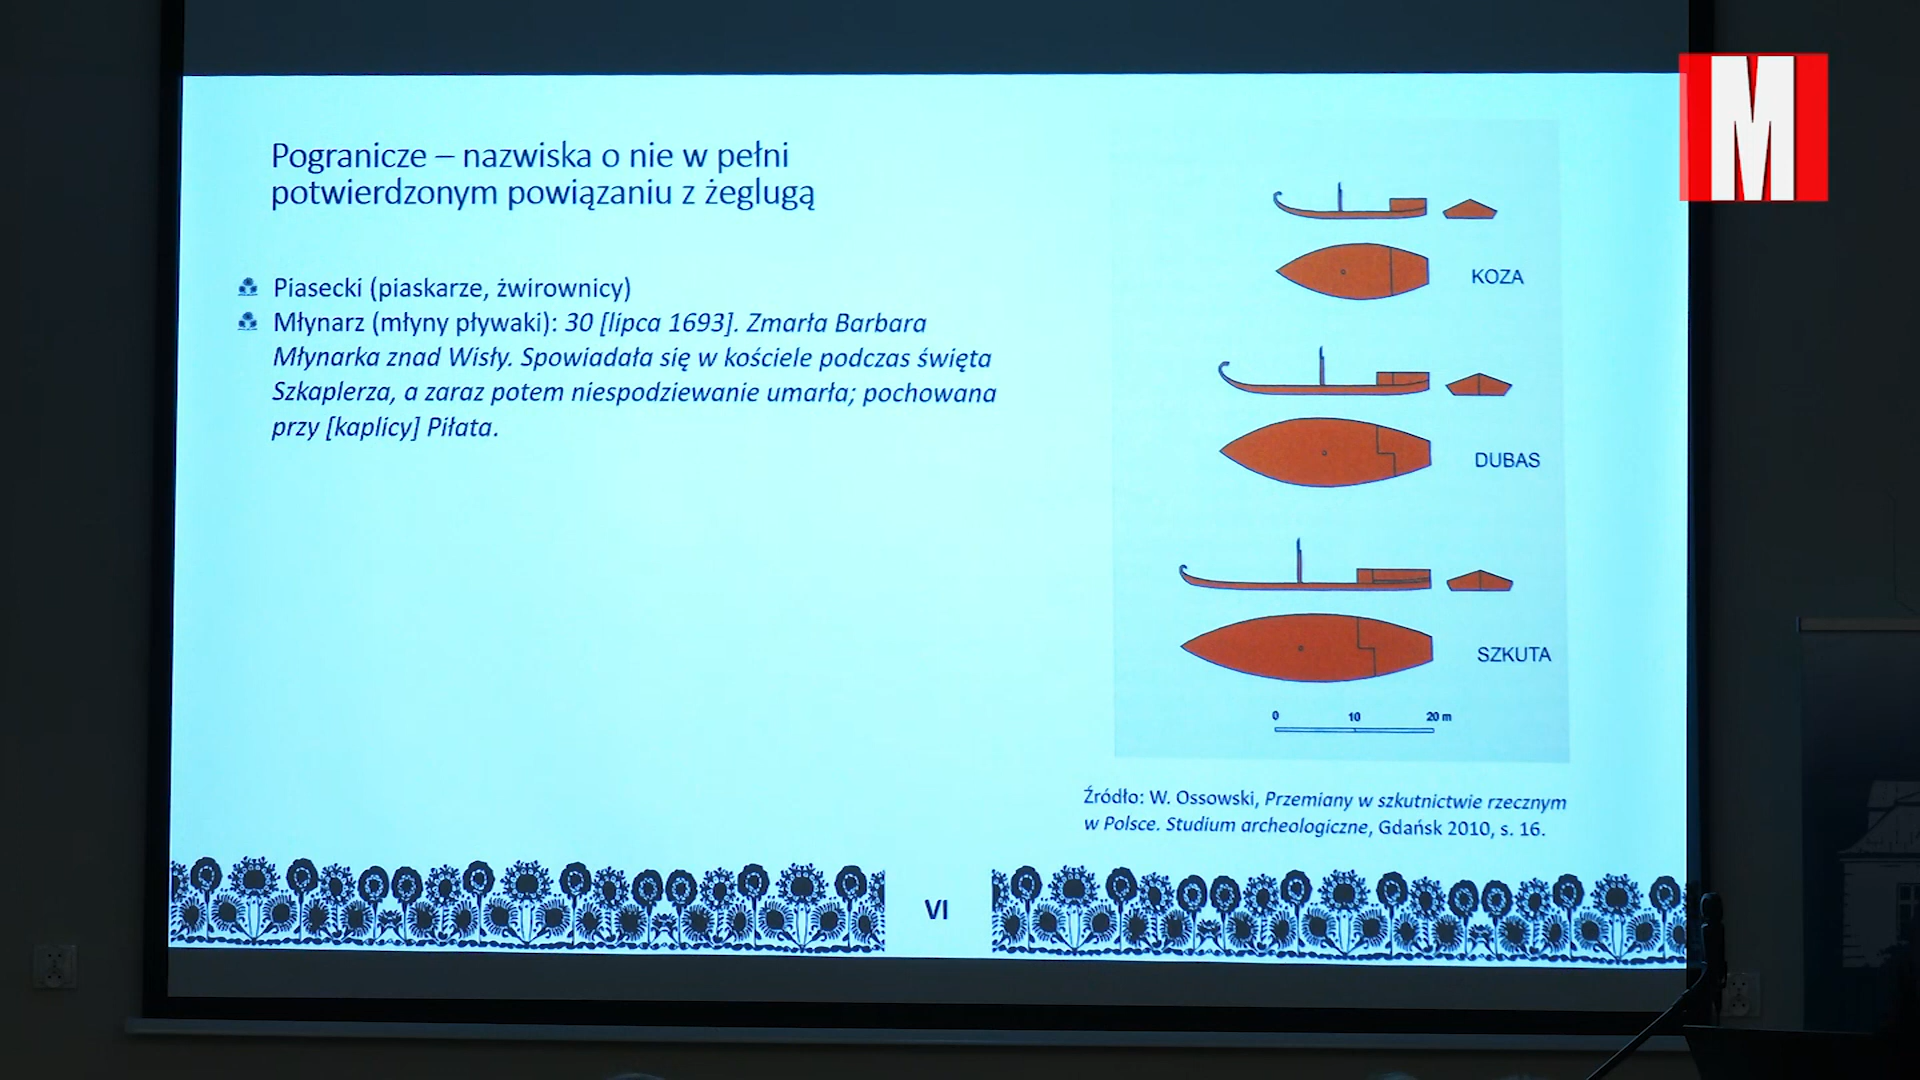 M
Pogranicze – nazwiska o nie w pełni
potwierdzonym powiązaniu z żeglugą
Piasecki (piaskarze, żwirownicy)
Młynarz (młyny pływaki): 30 [lipca 1693]. Zmarła Barbara
Młynarka znad Wisły. Spowiadała się w kościele podczas święta
Szkaplerza, a zaraz potem niespodziewanie umarła; pochowana
przy [kaplicy] Piłata.
KOZA
DUBAS
SZKUTA
0 10 20 m
Źródło: W. Ossowski, Przemiany w szkutnictwie rzecznym
w Polsce. Studium archeologiczne, Gdańsk 2010, s. 16.
VI